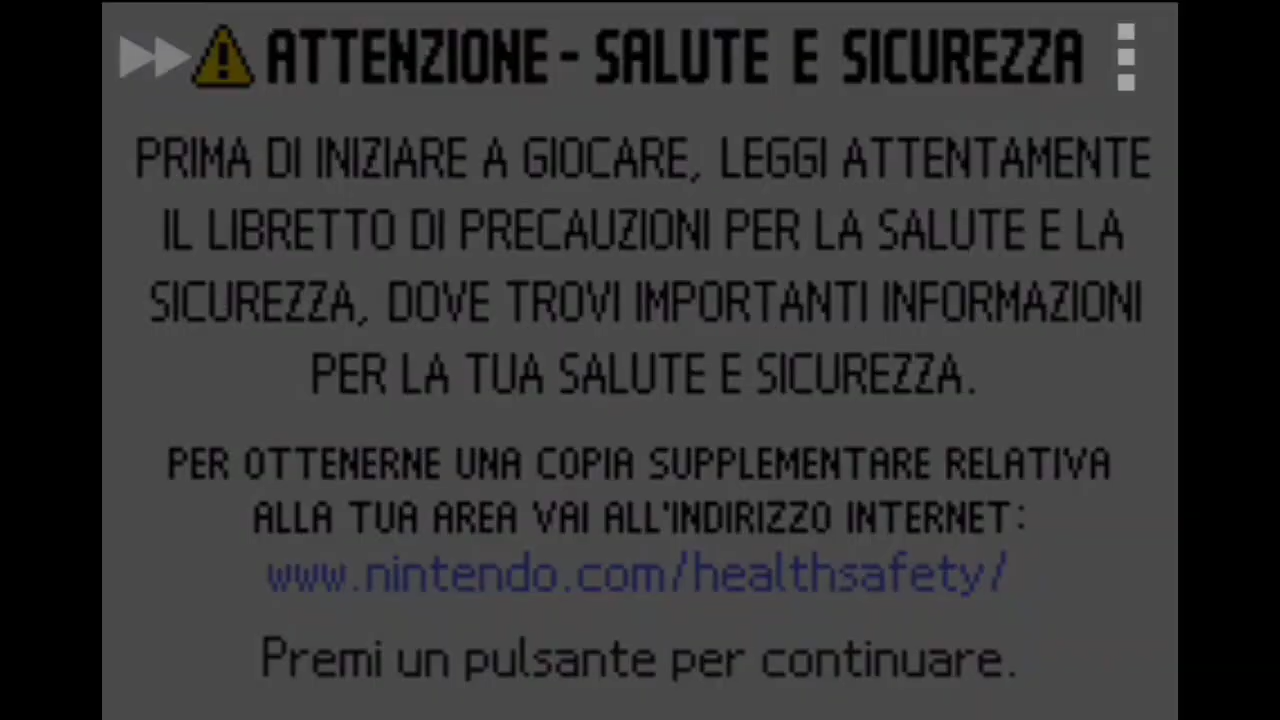 ATTENZIONE - SALUTE E SICUREZZA
PRIMA DI INIZIARE A GIOCARE, LEGGI ATTENTAMENTE
IL LIBRETTO DI PRECAUZIONI PER LA SALUTE E LA
SICUREZZA, DOVE TROVI IMPORTANTI INFORMAZIONI
PER LA TUA SALUTE E SICUREZZA.
PER OTTENERNE UNA COPIA SUPPLEMENTARE RELATIVA
ALLA TUA AREA VAI ALL'INDIRIZZO INTERNET:
www.nintendo.com/healthsafety/
Premi un pulsante per continuare.